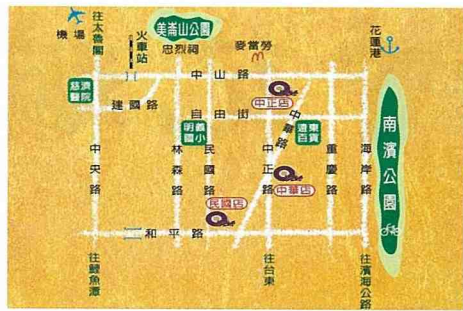 往太魯閣
機場
火車站
美崙山公園
忠烈祠
麥當勞
花蓮港
中山路
慈濟
醫院
建國路
自由街
中正店
明義
國小
中華路
遠東
百貨
南濱公園
中央路
林森路
民國路
中正路
重慶路
海岸路
中華店
民國店
和平路
往鯉魚潭
往台東
往濱海公路